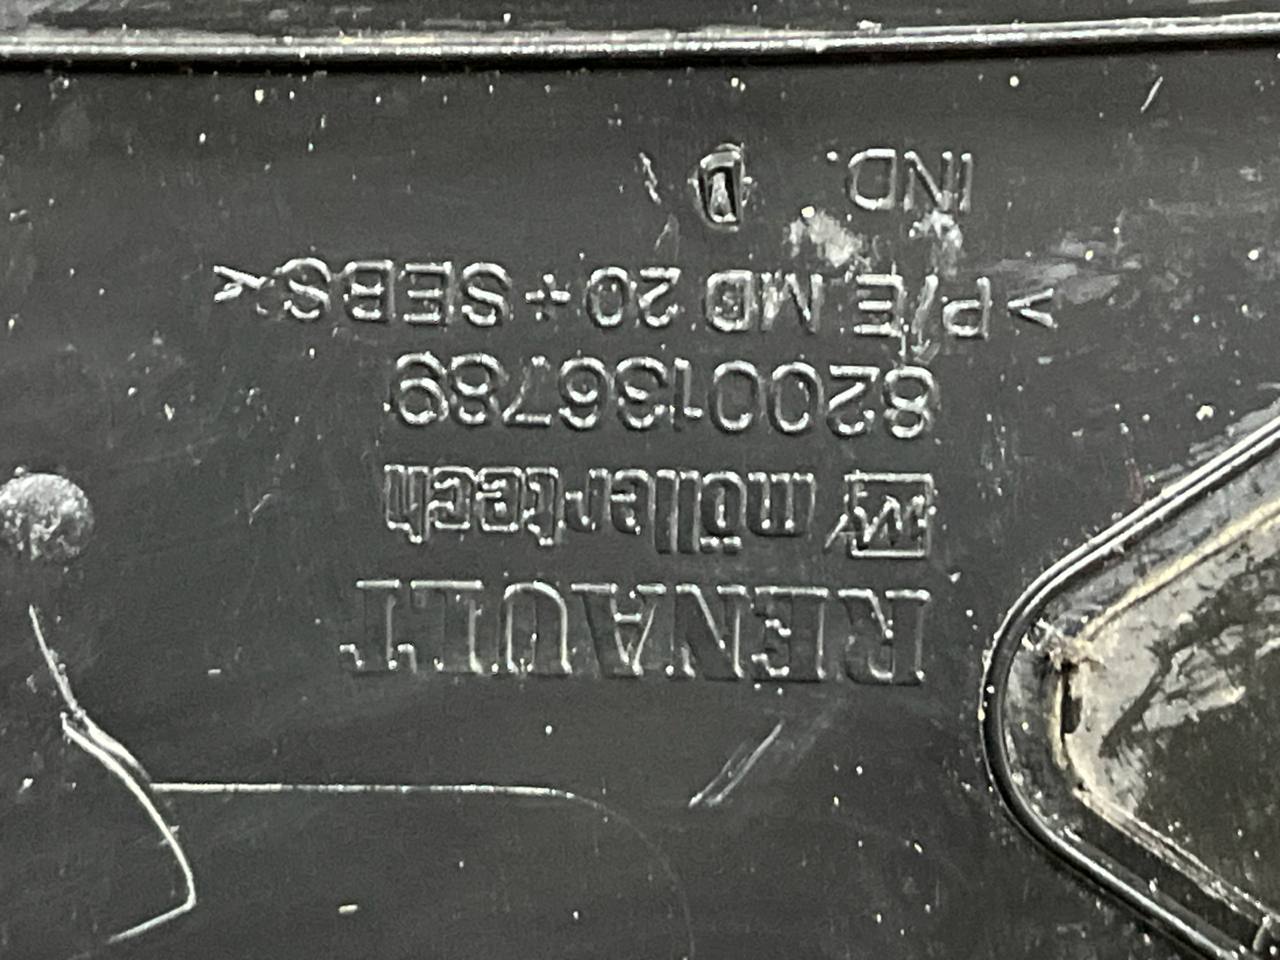 RENAULT
möllertech
8200136789
>P/E MD 20+SEBS<
IND. D